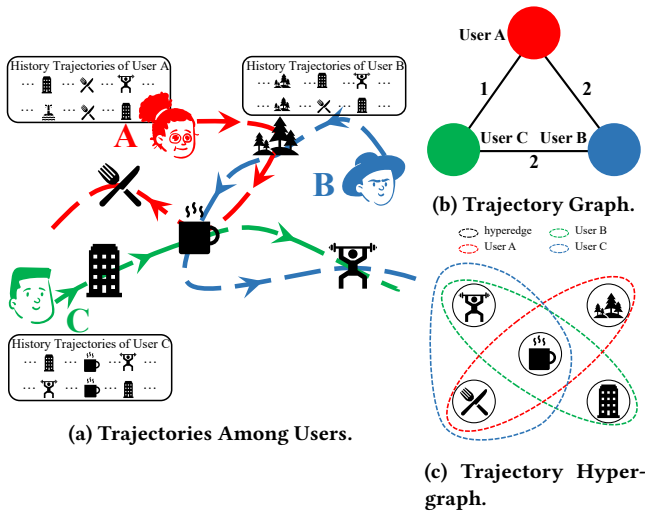 History Trajectories of User A
... ... ... ...
... ... ... ...
A
History Trajectories of User B
... ... ... ...
... ... ... ...
B
C
History Trajectories of User C
... ... ... ...
... ... ... ...
(a) Trajectories Among Users.
User A
1
2
User C
User B
2
(b) Trajectory Graph.
hyperedge
User B
User A
User C
(c) Trajectory Hyper-
graph.